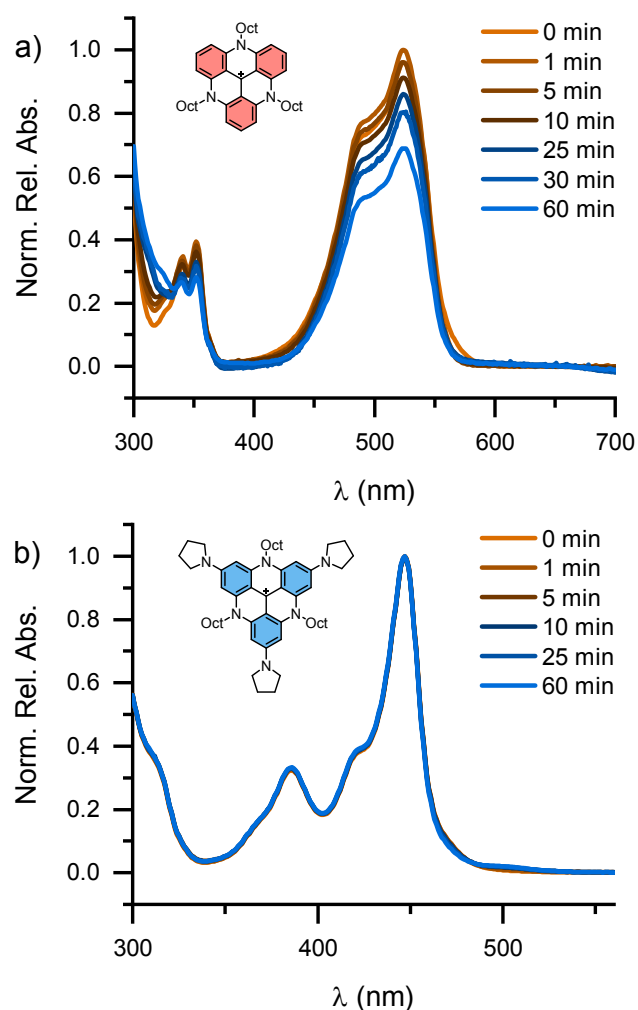 a)
Oct
N
+
N
N
Oct
Oct
0 min
1 min
5 min
10 min
25 min
30 min
60 min
Norm. Rel. Abs.
1.0
0.8
0.6
0.4
0.2
0.0
300 400 500 600 700
λ (nm)
b)
Oct
N
N
N
+
N
N
Oct
Oct
N
0 min
1 min
5 min
10 min
25 min
60 min
Norm. Rel. Abs.
1.0
0.8
0.6
0.4
0.2
0.0
300 400 500
λ (nm)